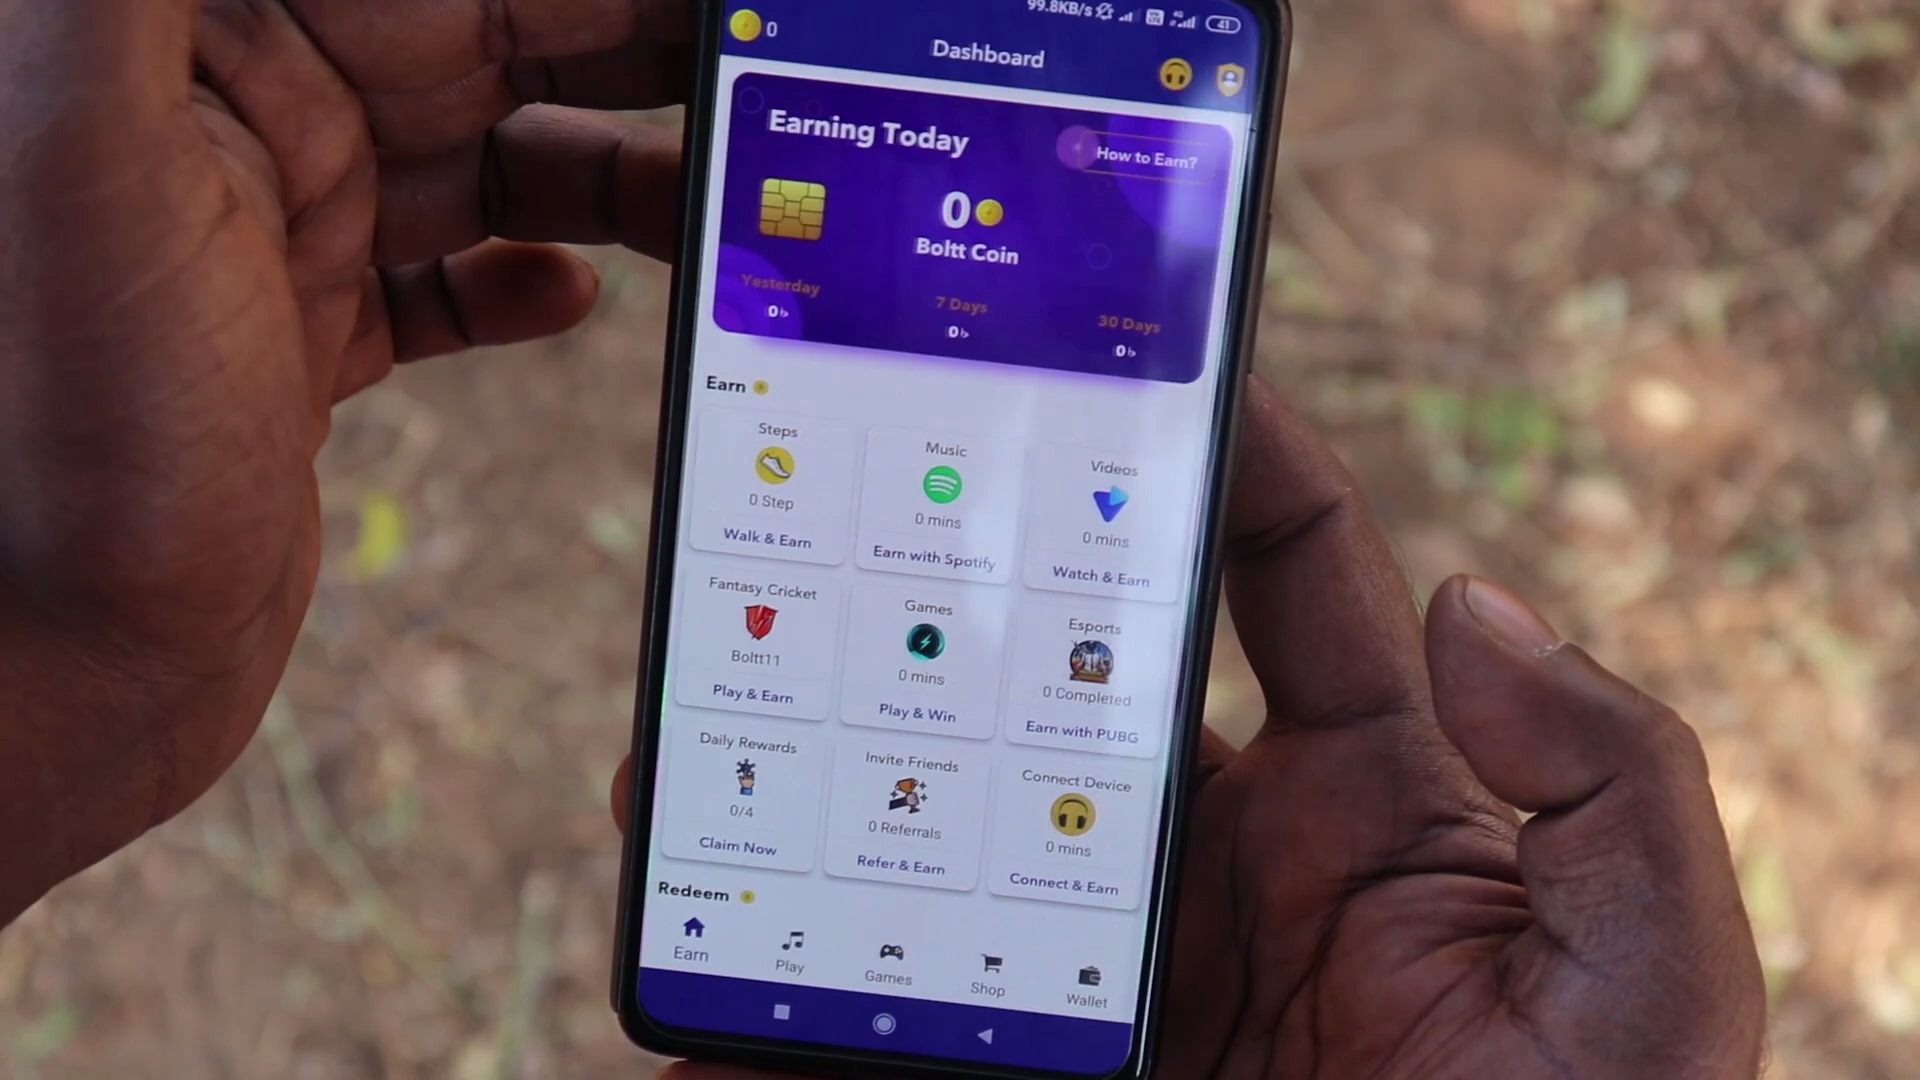 99.8KB/s
41
0
Dashboard
Earning Today
How to Earn?
0
Boltt Coin
Yesterday
7 Days
30 Days
0
0
0
Earn
Steps
Music
Videos
0 Step
0 mins
0 mins
Walk & Earn
Earn with Spotify
Watch & Earn
Fantasy Cricket
Games
Esports
Boltt11
0 mins
0 Completed
Play & Earn
Play & Win
Earn with PUBG
Daily Rewards
Invite Friends
Connect Device
0/4
0 Referrals
0 mins
Claim Now
Refer & Earn
Connect & Earn
Redeem
Earn
Play
Games
Shop
Wallet